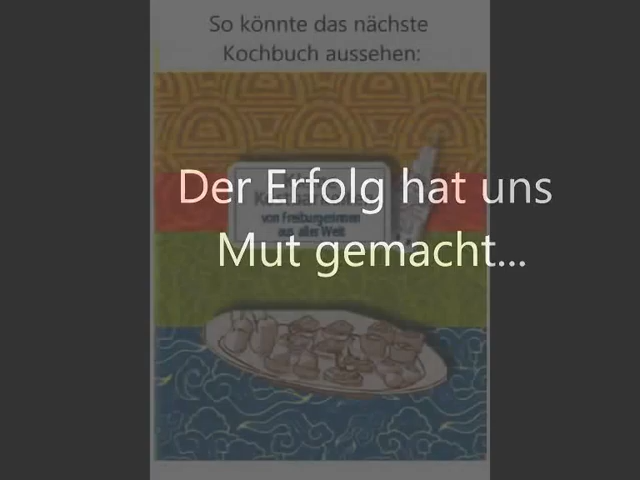 So könnte das nächste
Kochbuch aussehen:
Der Erfolg hat uns
Mut gemacht...
von Freiburgerinnen
aus aller Welt